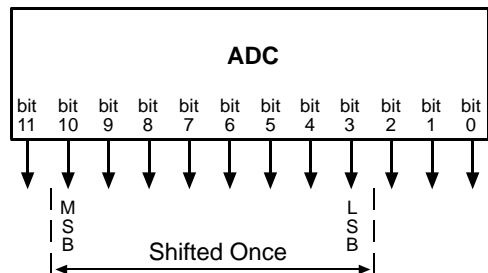 ADC
bit bit bit bit bit bit bit bit bit bit bit bit
11 10 9 8 7 6 5 4 3 2 1 0
MSB LSB
Shifted Once